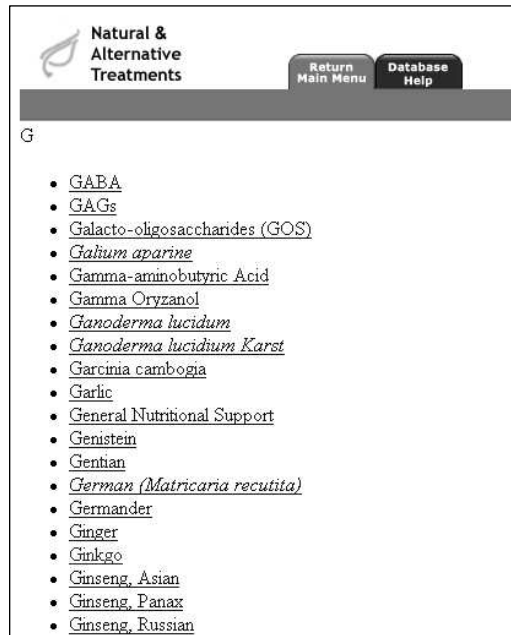 Natural &
Alternative
Treatments
Return
Main Menu
Database
Help
G
GABA
GAGs
Galacto-oligosaccharides (GOS)
Galium aparine
Gamma-aminobutyric Acid
Gamma Oryzanol
Ganoderma lucidum
Ganoderma lucidium Karst
Garcinia cambogia
Garlic
General Nutritional Support
Genistein
Gentian
German (Matricaria recutita)
Germander
Ginger
Ginkgo
Ginseng, Asian
Ginseng, Panax
Ginseng, Russian